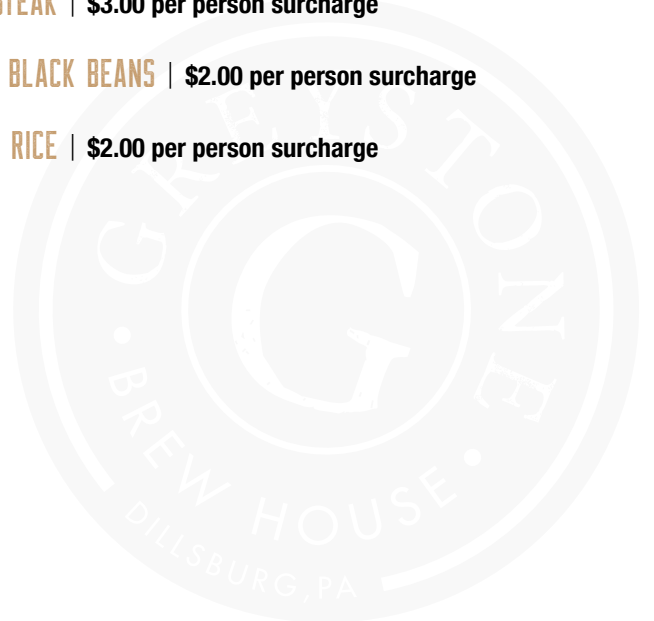 STEAK | $3.00 per person surcharge
BLACK BEANS | $2.00 per person surcharge
RICE | $2.00 per person surcharge
GREYSTONE
G
• BREW HOUSE •
DILLSBURG, PA